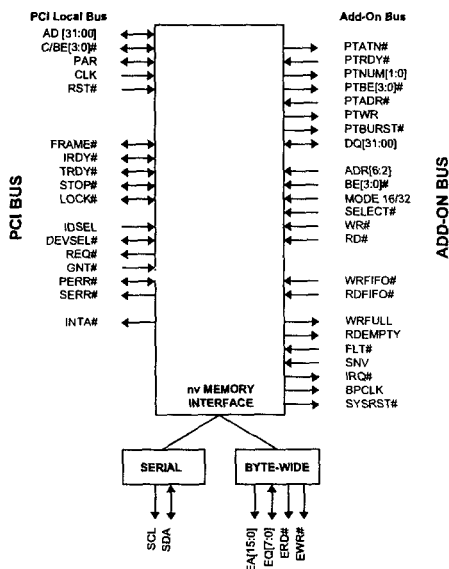 PCI Local Bus
AD [31:00]
C/BE[3:0]#
PAR
CLK
RST#
FRAME#
IRDY#
TRDY#
STOP#
LOCK#
IDSEL
DEVSEL#
REQ#
GNT#
PERR#
SERR#
INTA#
PCI BUS
Add-On Bus
PTATN#
PTRDY#
PTNUM[1:0]
PTBE[3:0]#
PTADR#
PTWR
PTBURST#
DQ[31:00]
ADR[6:2}
BE[3:0]#
MODE 16/32
SELECT#
WR#
RD#
WRFIFO#
RDFIFO#
WRFULL
RDEMPTY
FLT#
SNV
IRQ#
BPCLK
SYSRST#
ADD-ON BUS
nv MEMORY
INTERFACE
SERIAL
BYTE-WIDE
SCL
SDA
EA[15:0]
EQ[7:0]
ERD#
EWR#